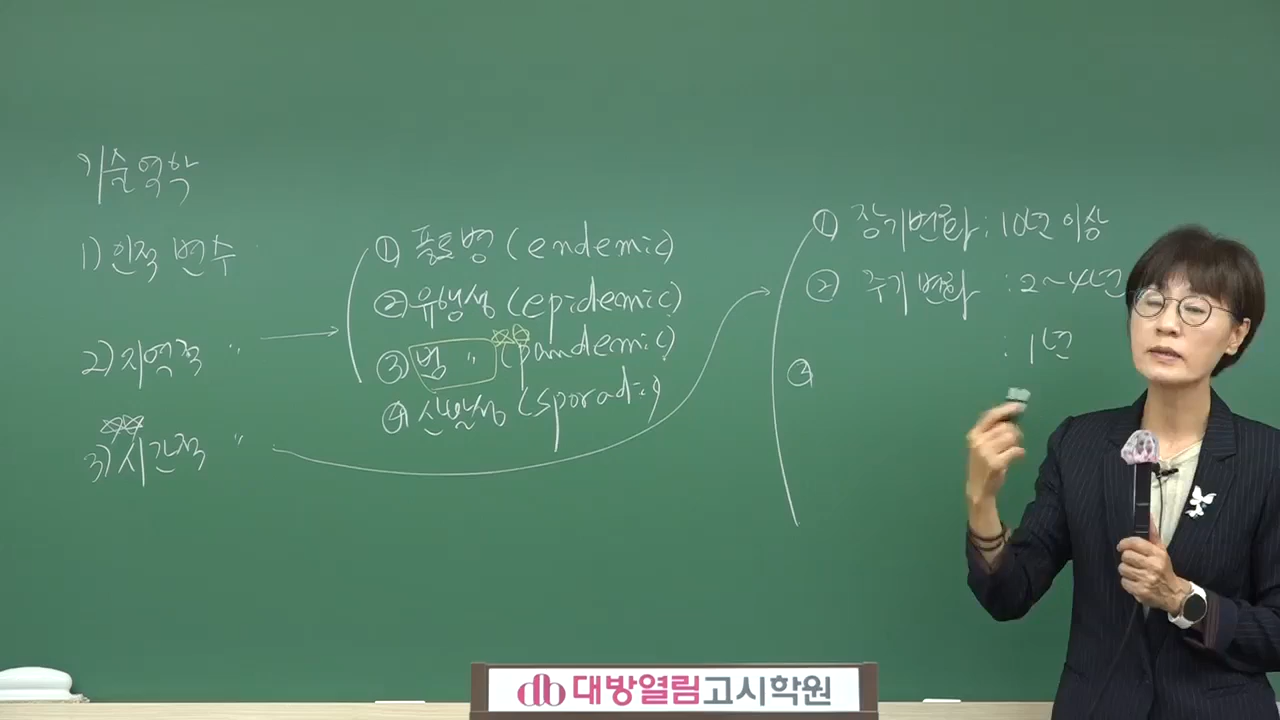 기술역학
1) 인적 변수
2) 지역적 〃
3) 시간적 〃
① 풍토병 (endemic)
② 유행성 (epidemic)
③ 범 〃 (pandemic)
④ 산발성 (sporadic)
① 장기변화 : 10년 이상
② 주기변화 : 2~4년
③ : 1년
db 대방열림고시학원